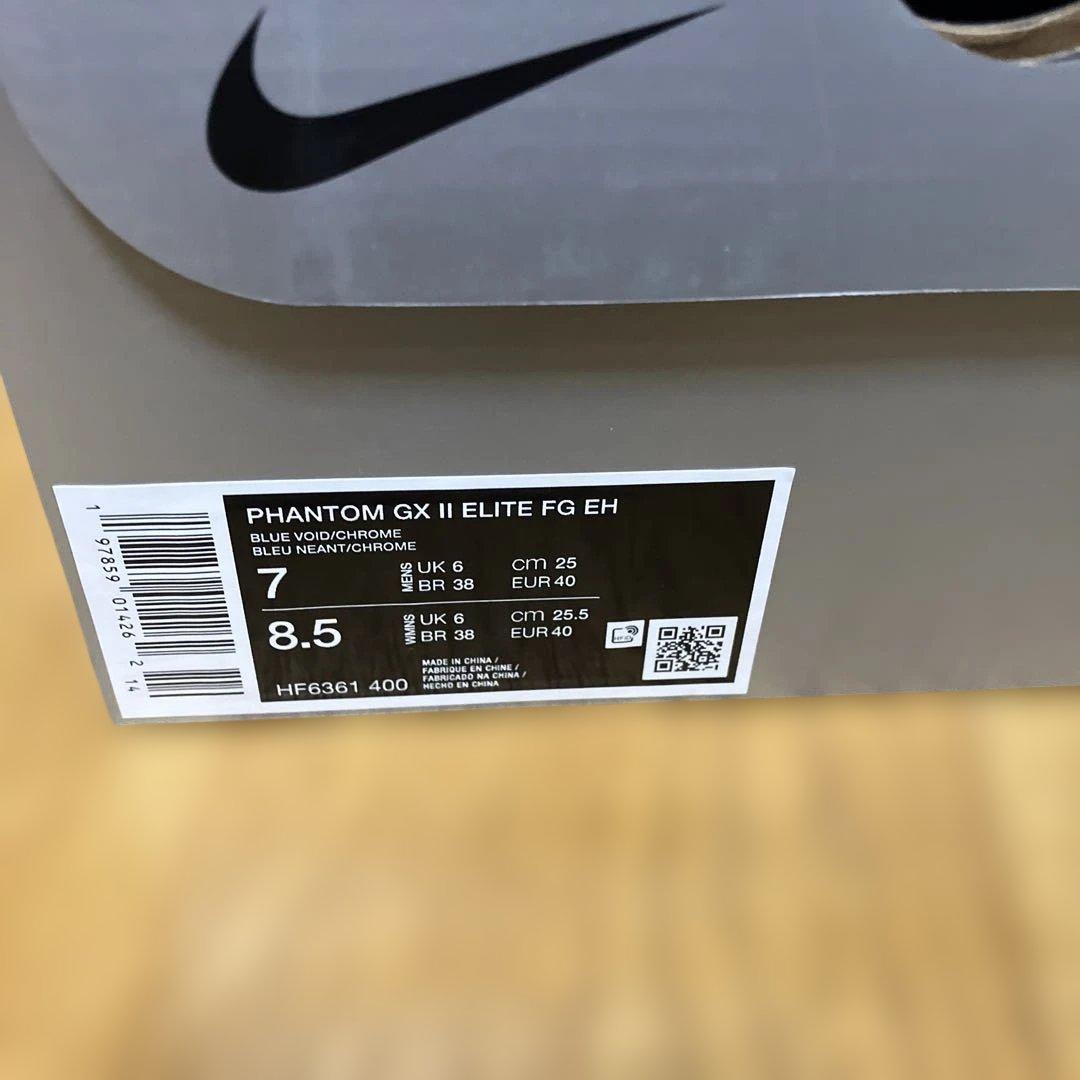 PHANTOM GX II ELITE FG EH
BLUE VOID/CHROME
BLEU NEANT/CHROME
7 MENS UK 6 cm 25
BR 38 EUR 40
8.5 WMNS UK 6 cm 25.5
BR 38 EUR 40
HFID
MADE IN CHINA /
FABRIQUE EN CHINE /
FABRICADO NA CHINA /
HECHO EN CHINA
HF6361 400
1 97859 01426 2 14